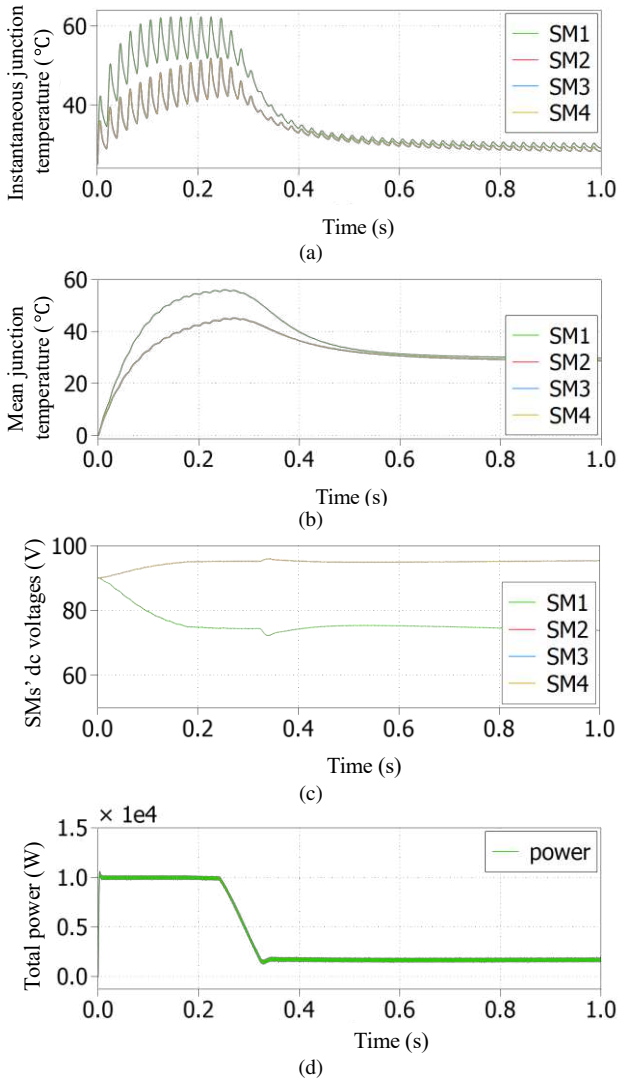 Instantaneous junction
temperature ( °C)
60
40
SM1
SM2
SM3
SM4
0.0 0.2 0.4 0.6 0.8 1.0
Time (s)
(a)
Mean junction
temperature ( °C)
60
40
20
0
SM1
SM2
SM3
SM4
0.0 0.2 0.4 0.6 0.8 1.0
Time (s)
(b)
SMs’ dc voltages (V)
100
80
60
SM1
SM2
SM3
SM4
0.0 0.2 0.4 0.6 0.8 1.0
Time (s)
(c)
× 1e4
Total power (W)
1.5
1.0
0.5
0.0
power
0.0 0.2 0.4 0.6 0.8 1.0
Time (s)
(d)